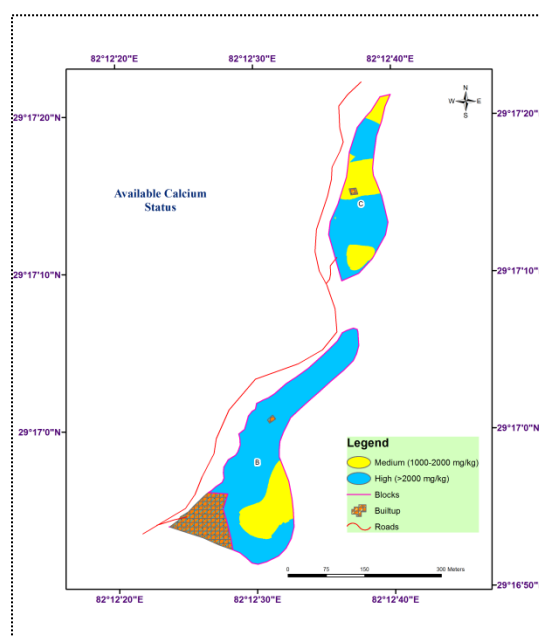 82°12'20"E
82°12'30"E
82°12'40"E
29°17'20"N
29°17'20"N
N
W
E
S
Available Calcium
Status
C
29°17'10"N
29°17'10"N
29°17'0"N
29°17'0"N
B
Legend
Medium (1000-2000 mg/kg)
High (>2000 mg/kg)
Blocks
Builtup
Roads
0 75 150 300 Meters
29°16'50"N
82°12'20"E
82°12'30"E
82°12'40"E